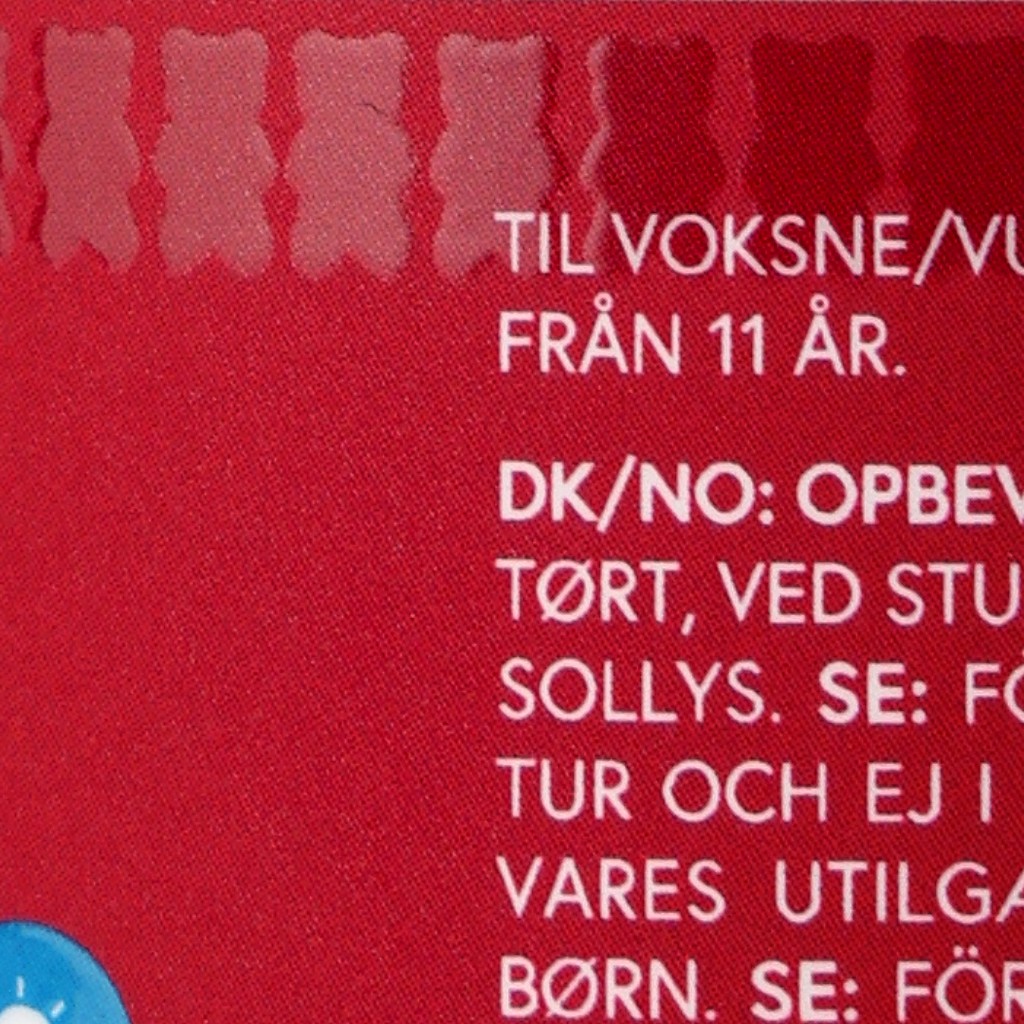 TIL VOKSNE/VU
FRÅN 11 ÅR.
DK/NO: OPBEV
TØRT, VED STU
SOLLYS. SE: FÖ
TUR OCH EJ I
VARES UTILGA
BØRN. SE: FÖR